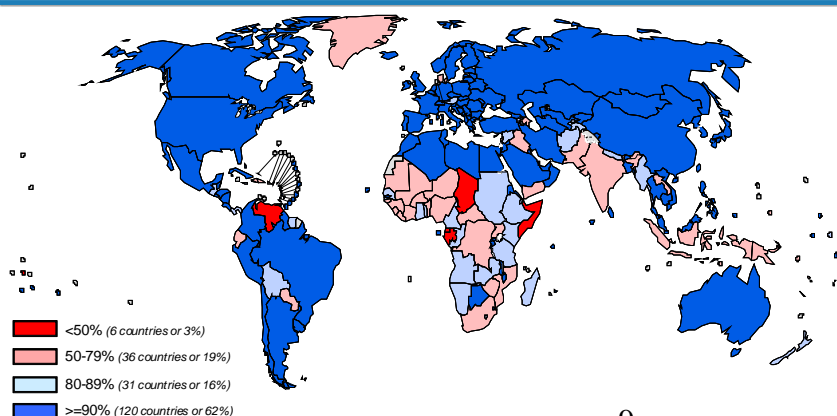 <50% (6 countries or 3%)
50-79% (36 countries or 19%)
80-89% (31 countries or 16%)
>=90% (120 countries or 62%)